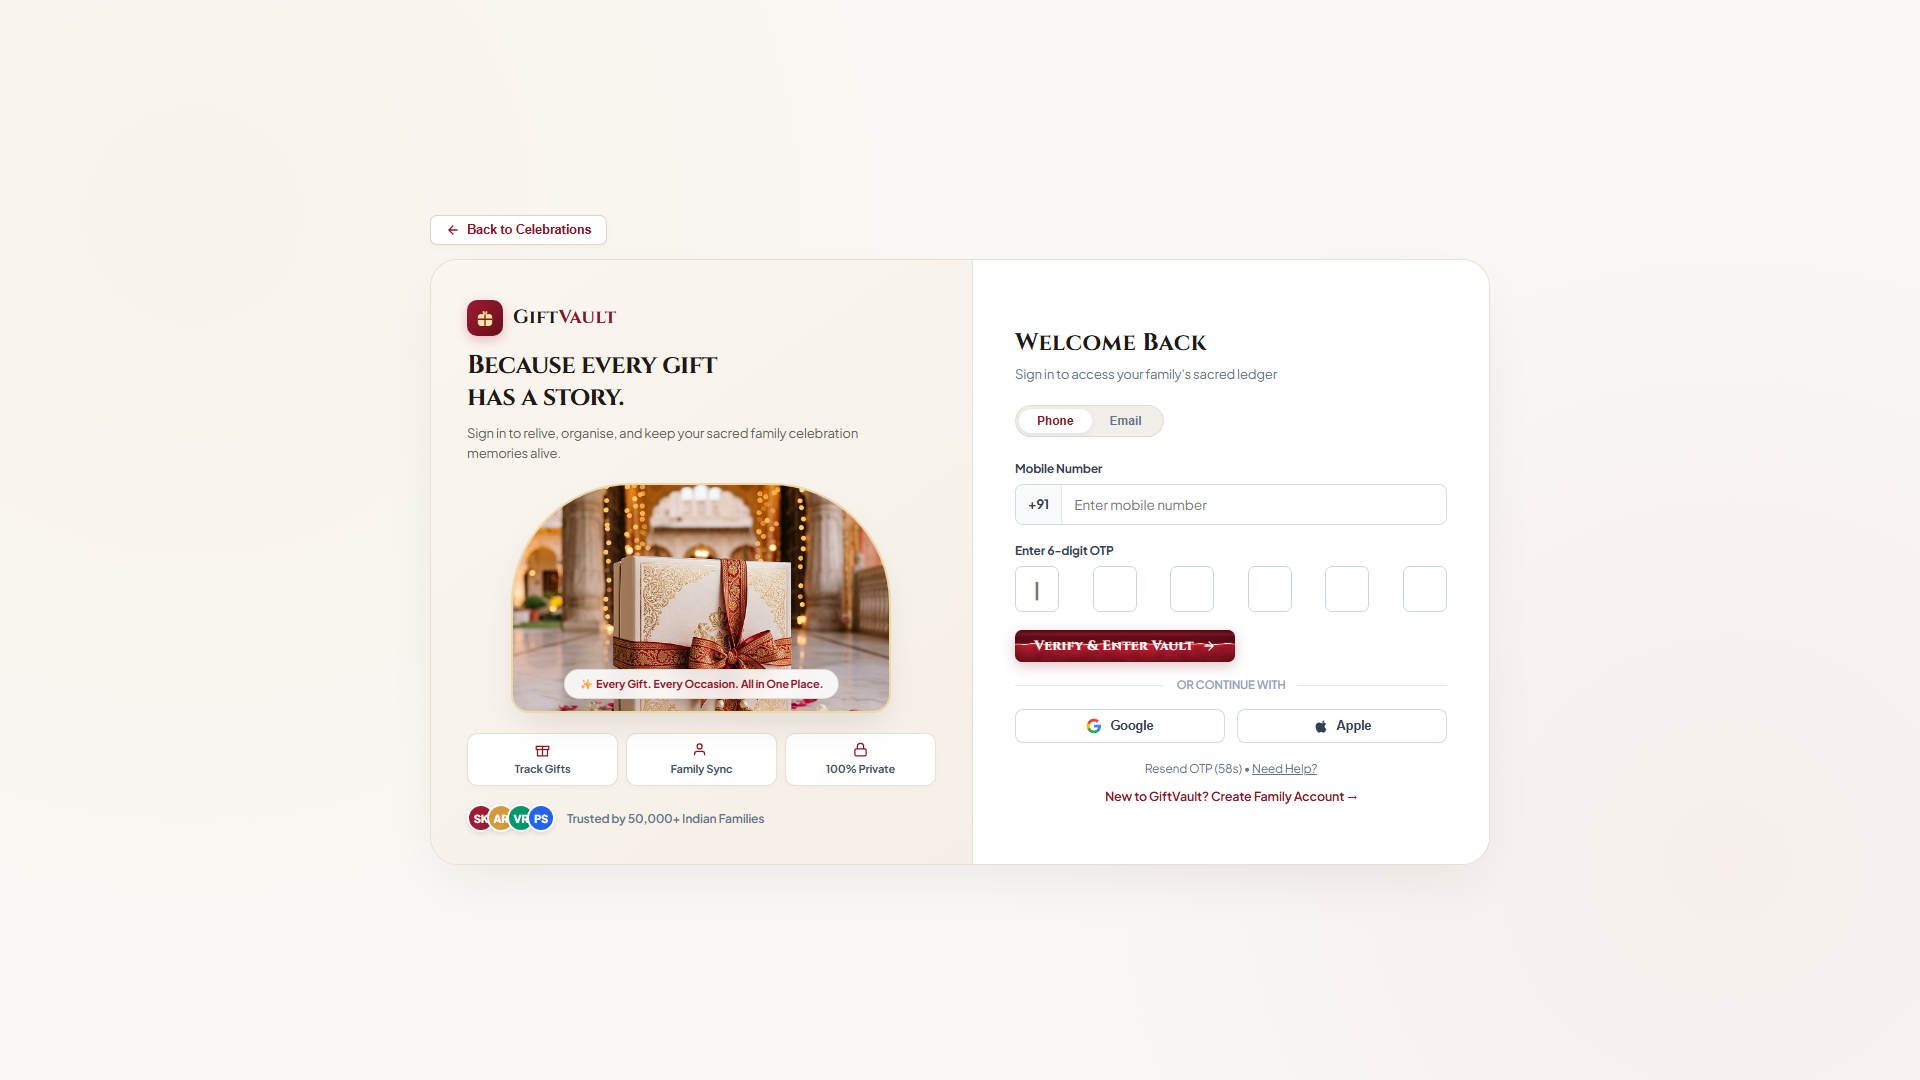 ← Back to Celebrations
GiftVault
Because every gift
has a story.
Sign in to relive, organise, and keep your sacred family celebration
memories alive.
✨ Every Gift. Every Occasion. All in One Place.
Track Gifts
Family Sync
100% Private
SK AR VR PS
Trusted by 50,000+ Indian Families
Welcome Back
Sign in to access your family's sacred ledger
Phone
Email
Mobile Number
+91
Enter mobile number
Enter 6-digit OTP
Verify & Enter Vault →
OR CONTINUE WITH
Google
Apple
Resend OTP (58s) • Need Help?
New to GiftVault? Create Family Account →